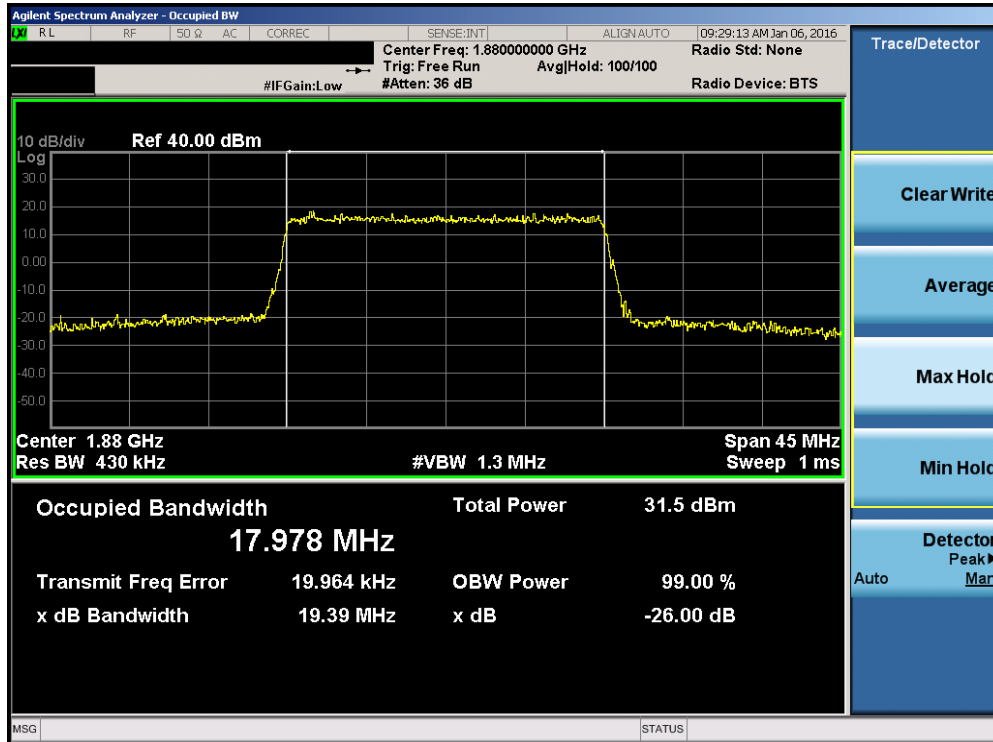 Agilent Spectrum Analyzer - Occupied BW
LXI RL RF 50 Ω AC CORREC SENSE:INT ALIGN AUTO 09:29:13 AM Jan 06, 2016
Center Freq: 1.880000000 GHz Radio Std: None
Trig: Free Run Avg|Hold: 100/100
#IFGain:Low #Atten: 36 dB Radio Device: BTS
Trace/Detector
10 dB/div Ref 40.00 dBm
Log
30.0
20.0
10.0
0.00
-10.0
-20.0
-30.0
-40.0
-50.0
Center 1.88 GHz Span 45 MHz
Res BW 430 kHz #VBW 1.3 MHz Sweep 1 ms
Occupied Bandwidth Total Power 31.5 dBm
17.978 MHz
Transmit Freq Error 19.964 kHz OBW Power 99.00 %
x dB Bandwidth 19.39 MHz x dB -26.00 dB
Clear Write
Average
Max Hold
Min Hold
Detector
Peak▶
Auto Man
MSG STATUS